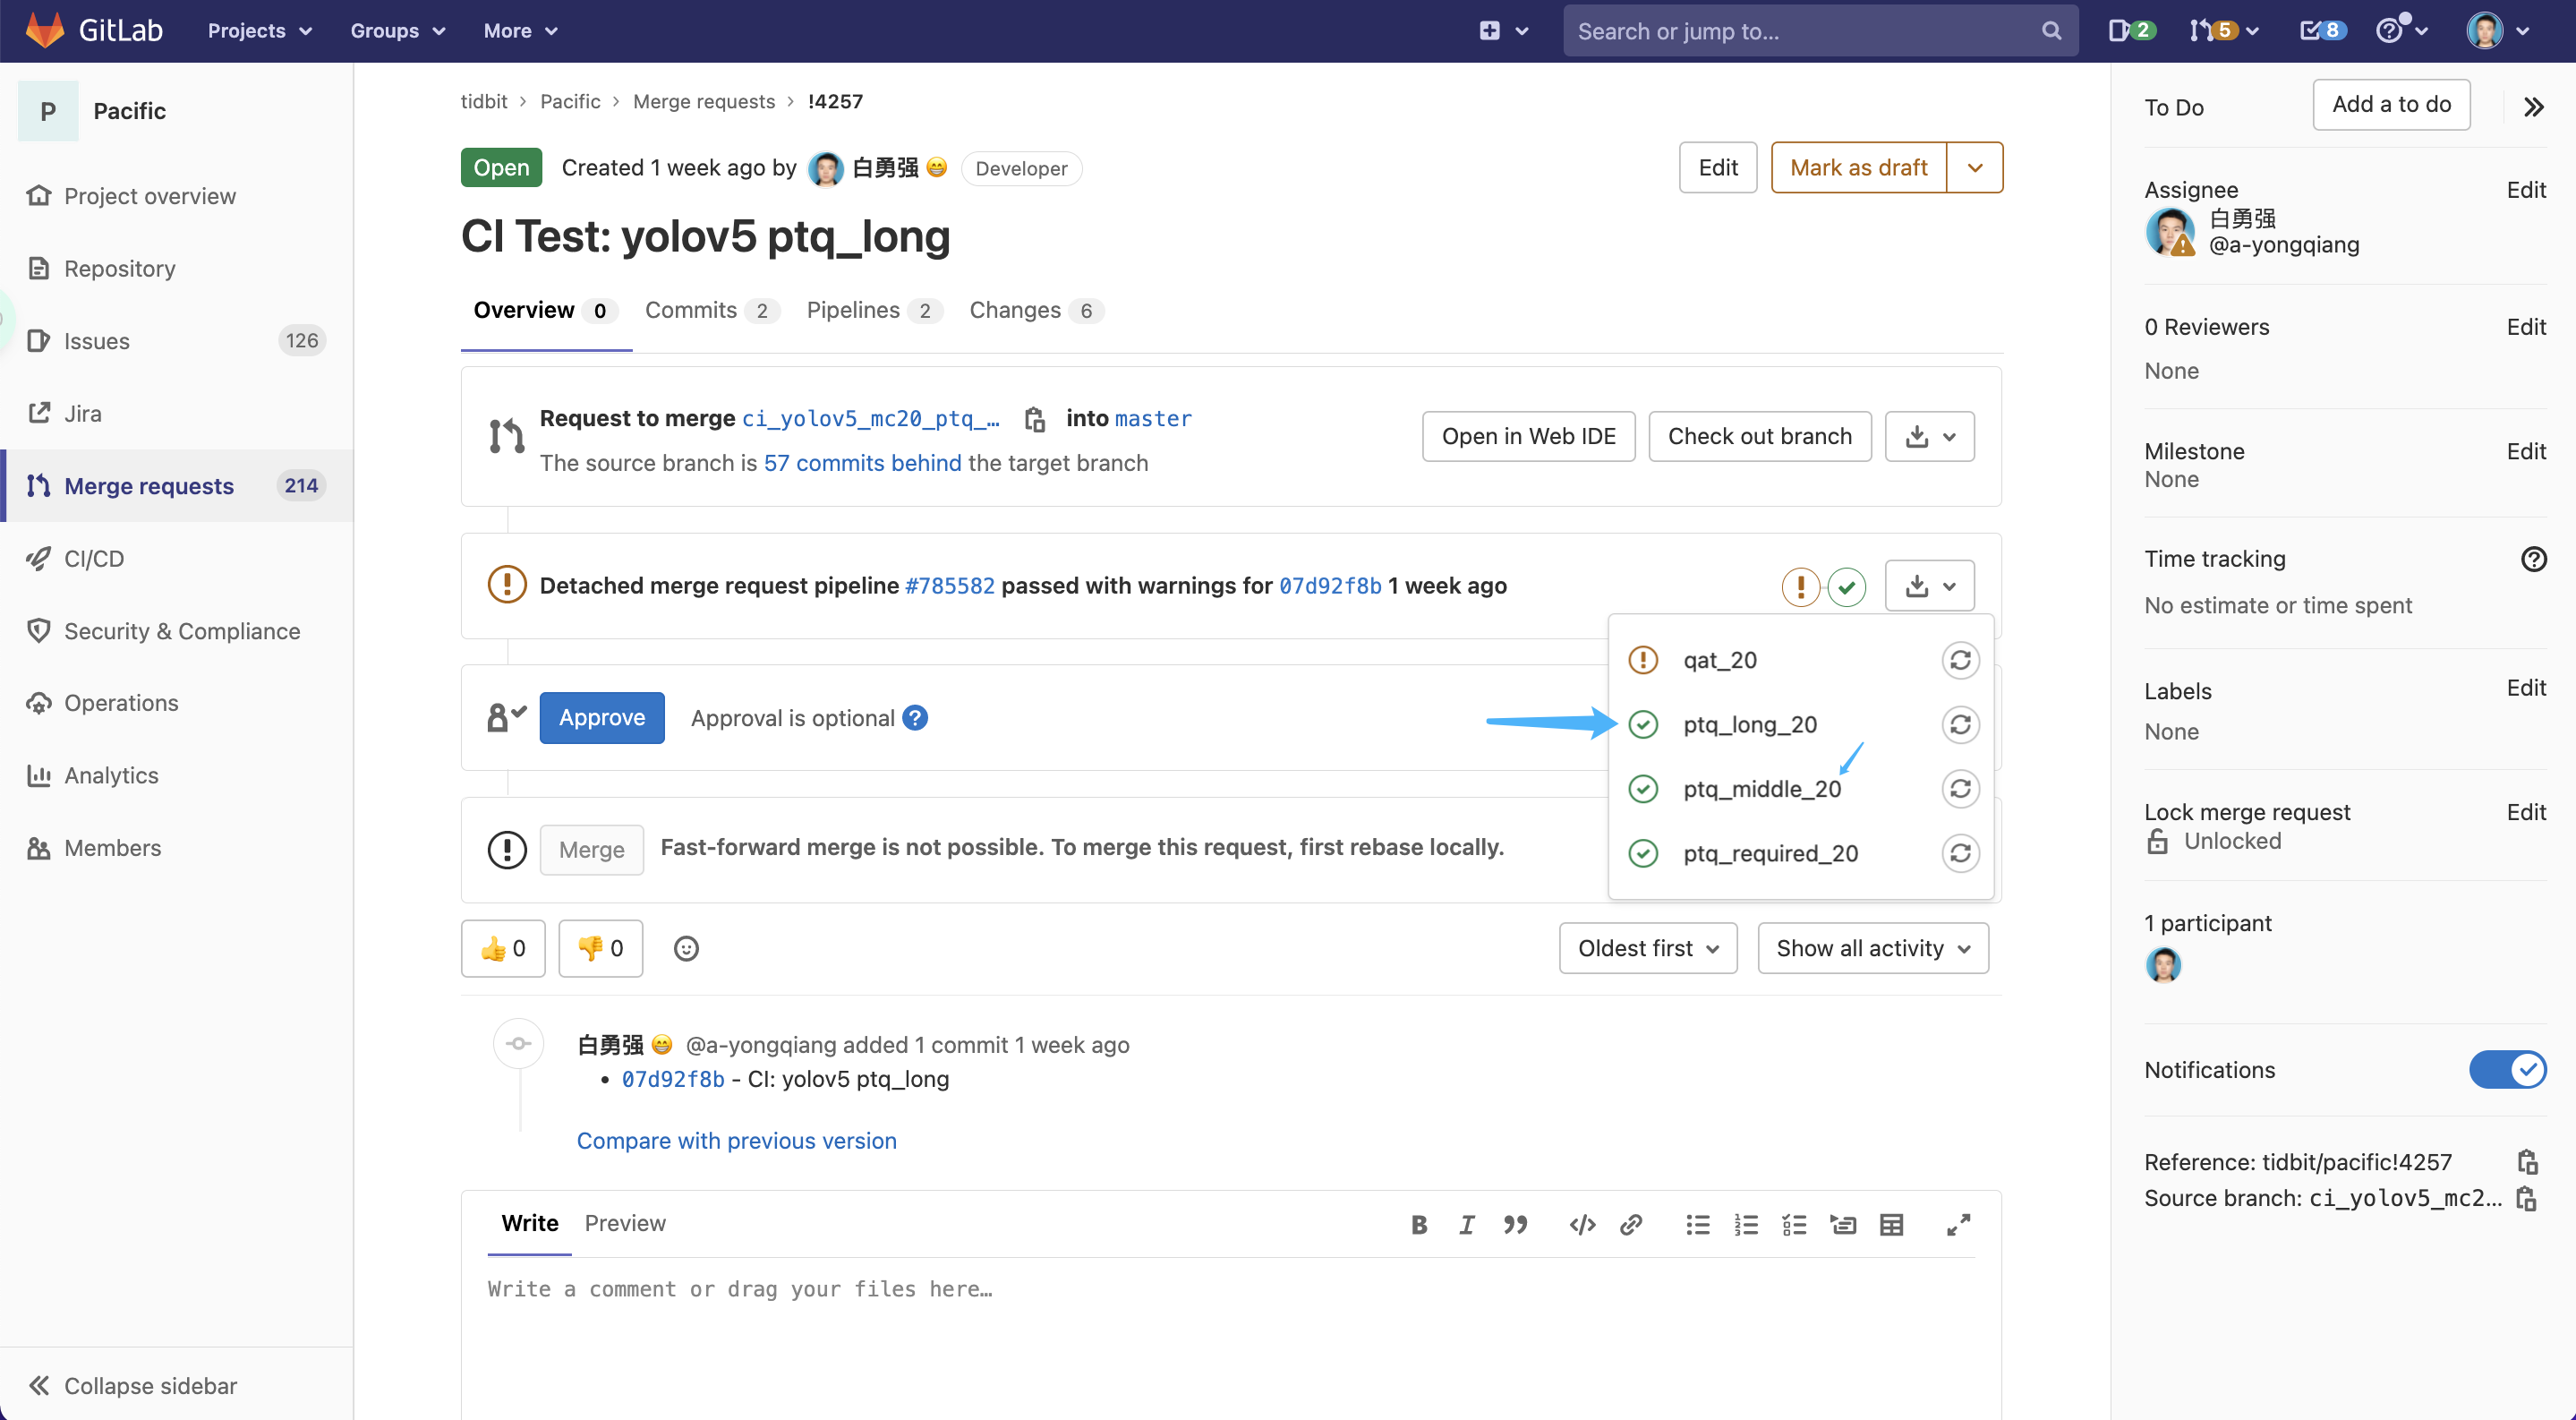 GitLab
Projects
Groups
More
Search or jump to...
2
5
8
P
Pacific
Project overview
Repository
Issues
126
Jira
Merge requests
214
CI/CD
Security & Compliance
Operations
Analytics
Members
Collapse sidebar
tidbit > Pacific > Merge requests > !4257
Open
Created 1 week ago by 白勇强 😁 Developer
Edit
Mark as draft
CI Test: yolov5 ptq_long
Overview 0
Commits 2
Pipelines 2
Changes 6
Request to merge ci_yolov5_mc20_ptq_… into master
The source branch is 57 commits behind the target branch
Open in Web IDE
Check out branch
Detached merge request pipeline #785582 passed with warnings for 07d92f8b 1 week ago
qat_20
ptq_long_20
ptq_middle_20
ptq_required_20
Approve
Approval is optional
Merge
Fast-forward merge is not possible. To merge this request, first rebase locally.
👍 0
👎 0
Oldest first
Show all activity
白勇强 😁 @a-yongqiang added 1 commit 1 week ago
• 07d92f8b - CI: yolov5 ptq_long
Compare with previous version
Write
Preview
Write a comment or drag your files here…
To Do
Add a to do
Assignee
Edit
白勇强
@a-yongqiang
0 Reviewers
Edit
None
Milestone
Edit
None
Time tracking
No estimate or time spent
Labels
Edit
None
Lock merge request
Edit
Unlocked
1 participant
Notifications
Reference: tidbit/pacific!4257
Source branch: ci_yolov5_mc2…